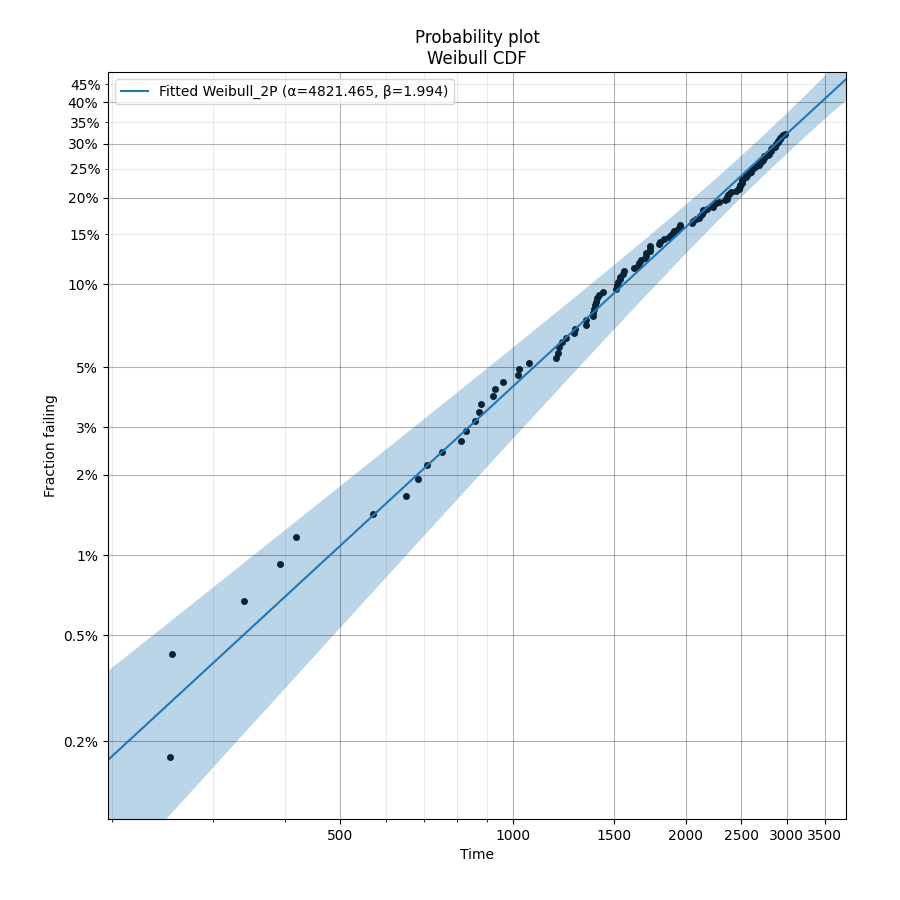 Probability plot
Weibull CDF
Fitted Weibull_2P (α=4821.465, β=1.994)
45%
40%
35%
30%
25%
20%
15%
10%
5%
3%
2%
1%
0.5%
0.2%
Fraction failing
500 1000 1500 2000 2500 3000 3500
Time